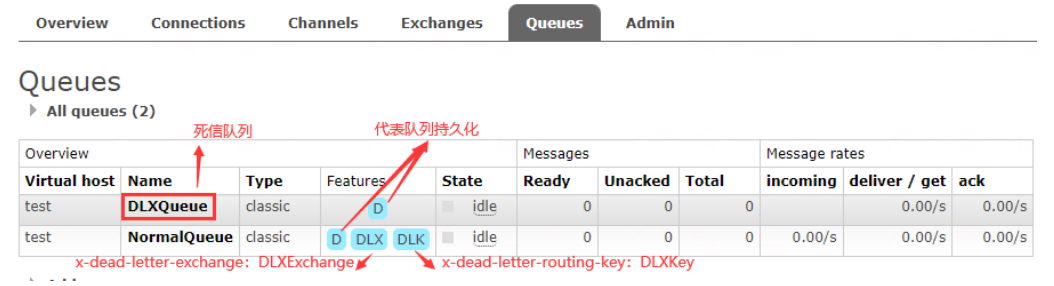 Overview Connections Channels Exchanges Queues Admin
Queues
All queues (2)
死信队列 代表队列持久化
Overview Messages Message rates
Virtual host Name Type Features State Ready Unacked Total incoming deliver / get ack
test DLXQueue classic D idle 0 0 0 0.00/s 0.00/s
test NormalQueue classic D DLX DLK idle 0 0 0 0.00/s 0.00/s 0.00/s
x-dead-letter-exchange：DLXExchange x-dead-letter-routing-key：DLXKey